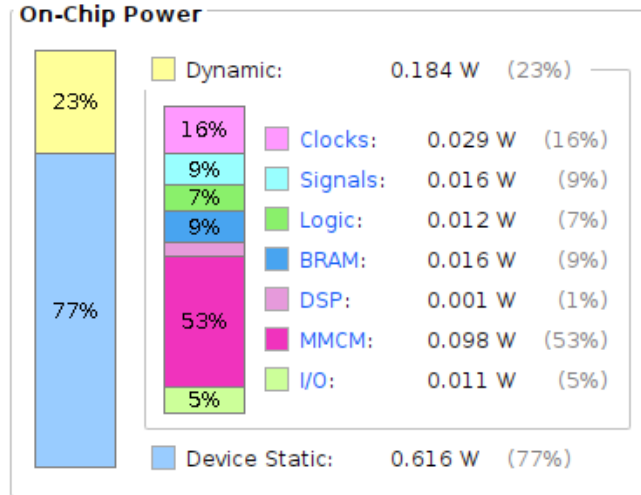 On-Chip Power
23%
77%
Dynamic: 0.184 W (23%)
16%
9%
7%
9%
53%
5%
Clocks: 0.029 W (16%)
Signals: 0.016 W (9%)
Logic: 0.012 W (7%)
BRAM: 0.016 W (9%)
DSP: 0.001 W (1%)
MMCM: 0.098 W (53%)
I/O: 0.011 W (5%)
Device Static: 0.616 W (77%)